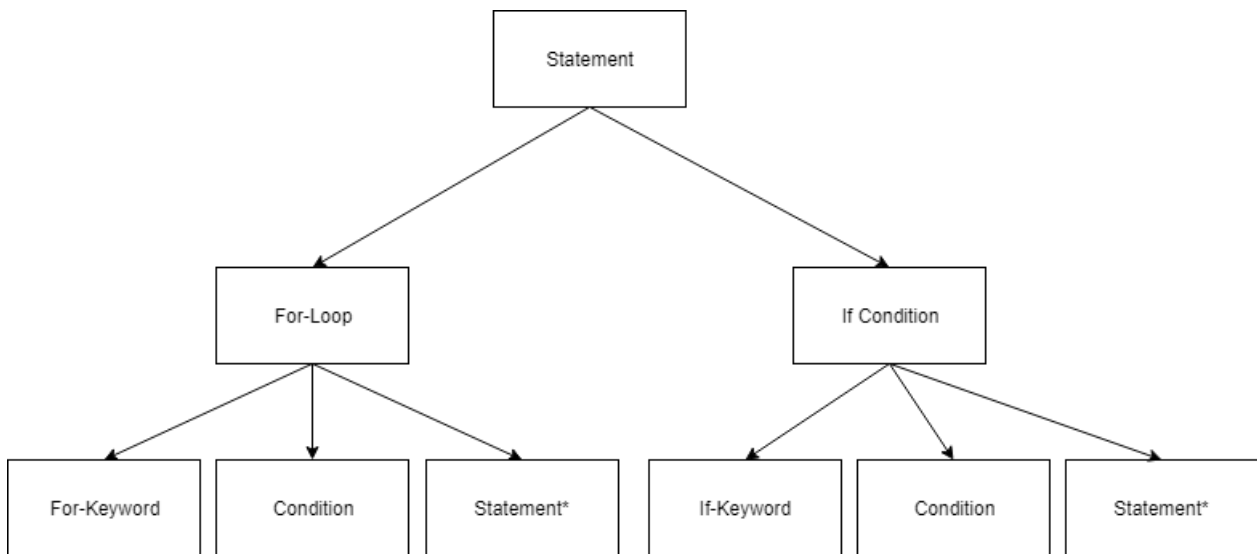 Statement
For-Loop
If Condition
For-Keyword
Condition
Statement*
If-Keyword
Condition
Statement*